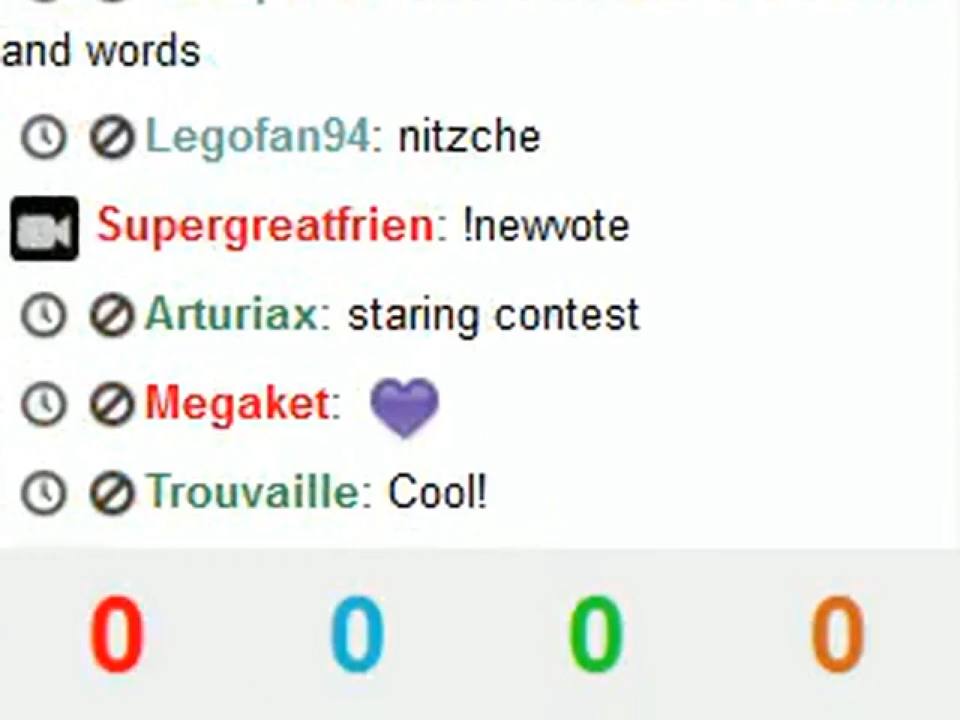 and words
Legofan94: nitzche
Supergreatfrien: !newvote
Arturiax: staring contest
Megaket: 💜
Trouvaille: Cool!
0 0 0 0